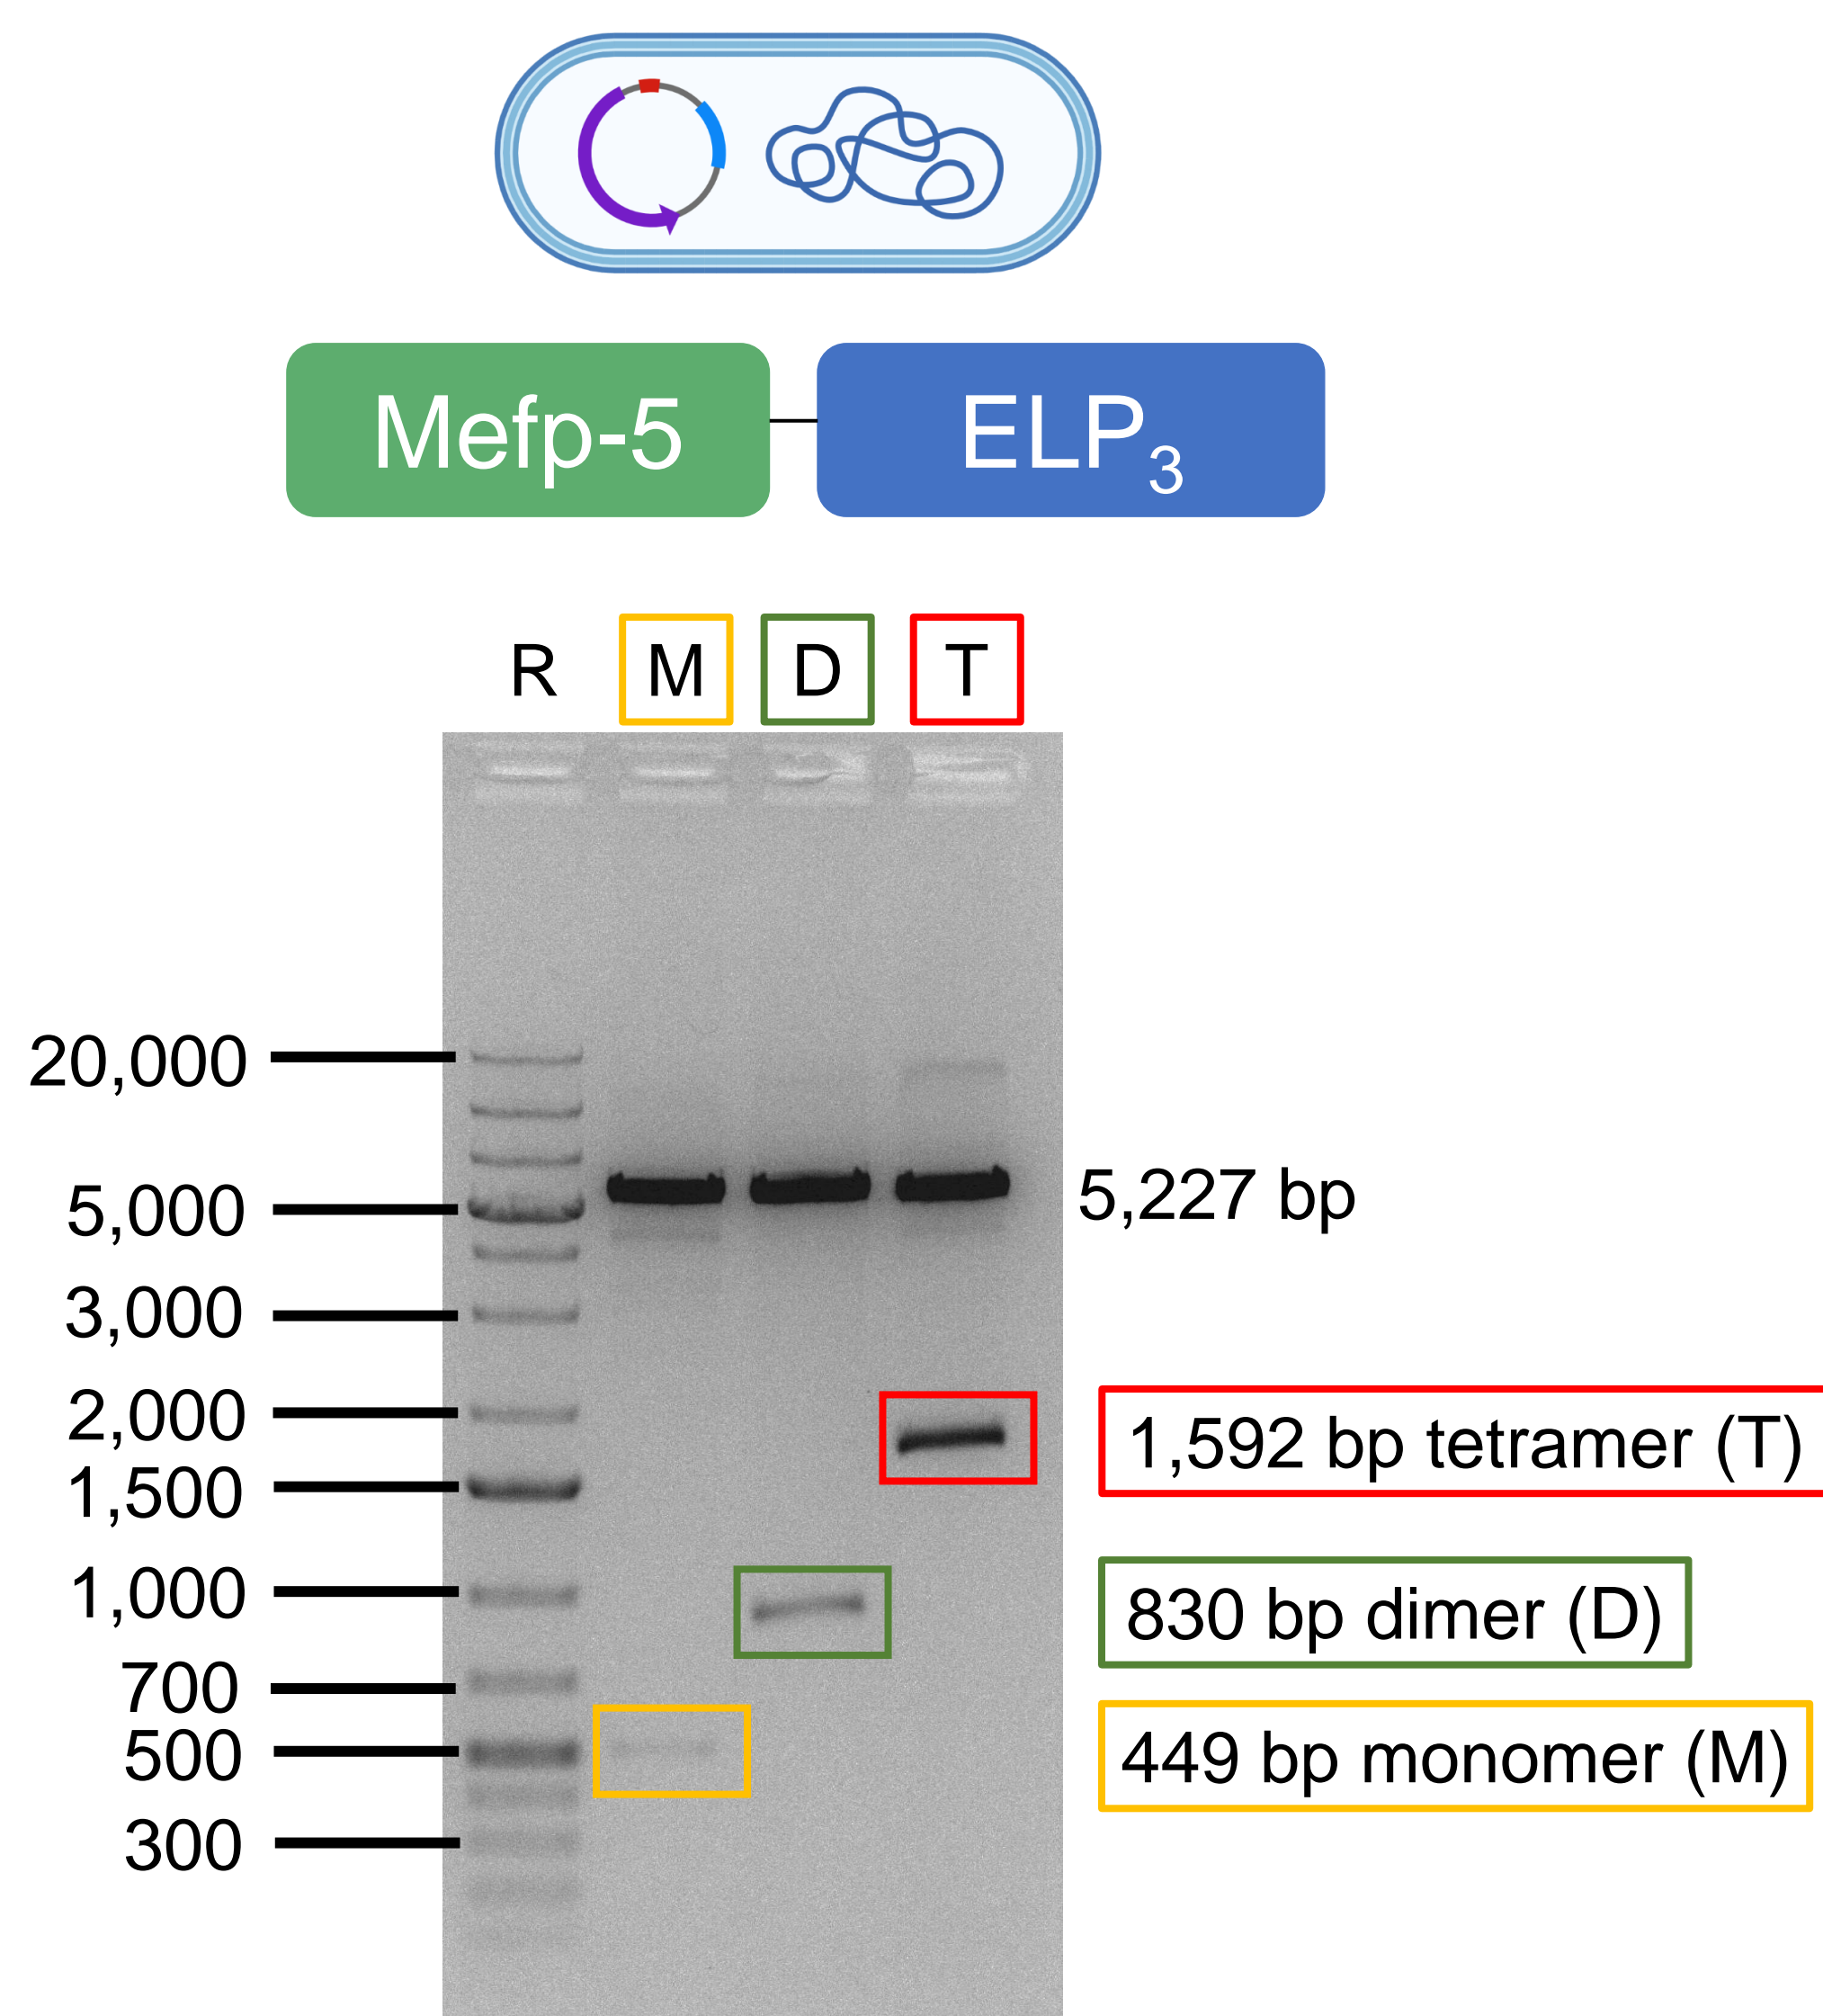 Mefp-5
ELP3
R M D T
20,000
5,000
5,227 bp
3,000
2,000
1,592 bp tetramer (T)
1,500
1,000
830 bp dimer (D)
700
500
449 bp monomer (M)
300